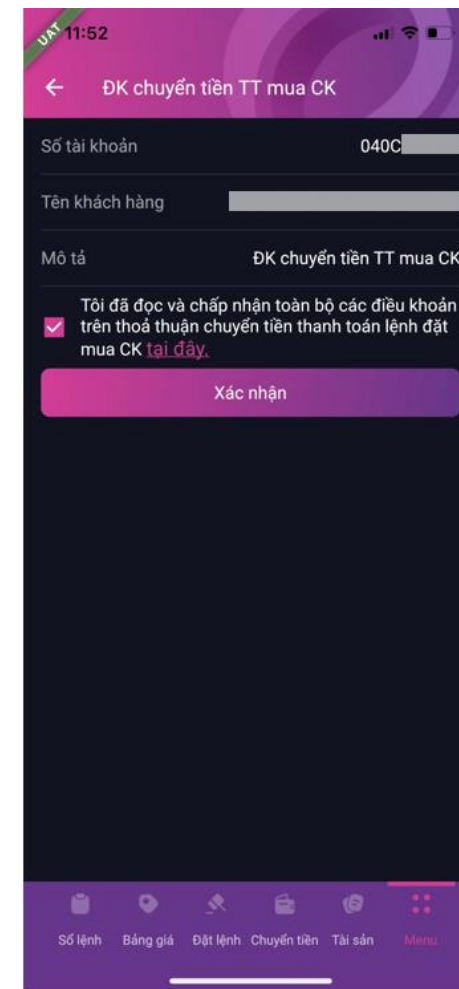 UAT
11:52
ĐK chuyển tiền TT mua CK
Số tài khoản 040C
Tên khách hàng
Mô tả ĐK chuyển tiền TT mua CK
Tôi đã đọc và chấp nhận toàn bộ các điều khoản
trên thoả thuận chuyển tiền thanh toán lệnh đặt
mua CK tại đây.
Xác nhận
Sổ lệnh Bảng giá Đặt lệnh Chuyển tiền Tài sản Menu